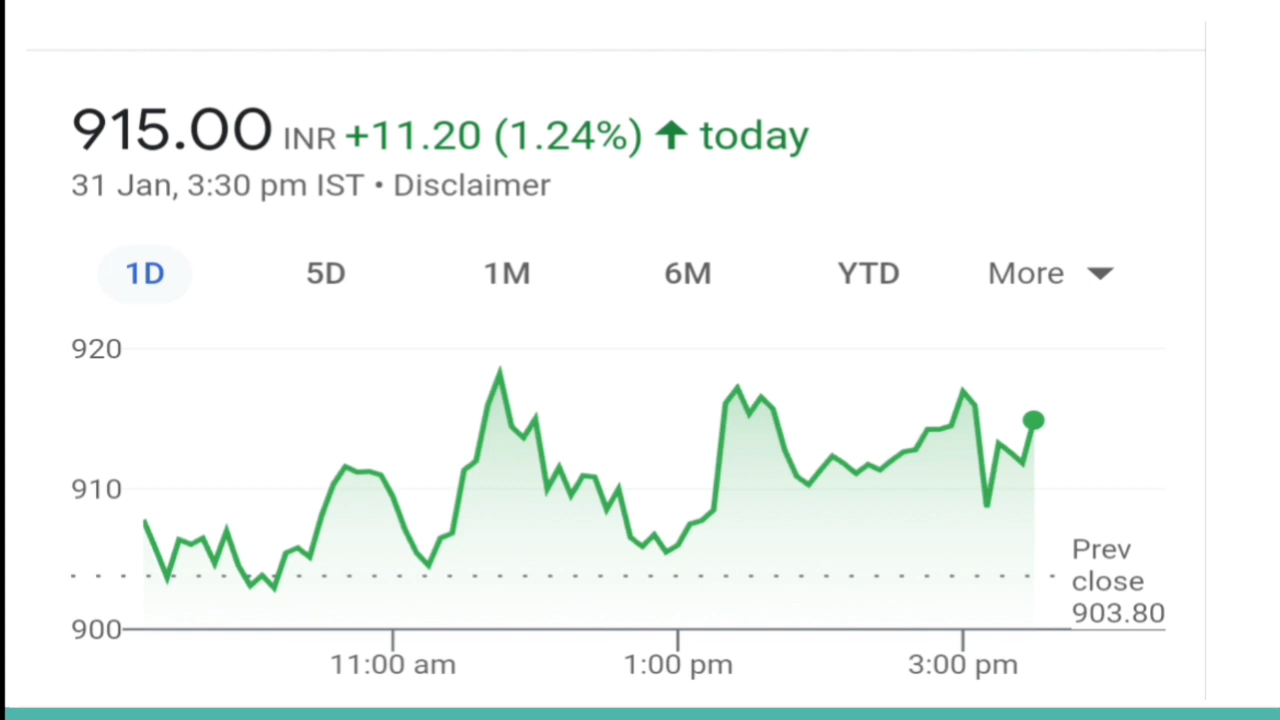 915.00 INR +11.20 (1.24%) ↑ today
31 Jan, 3:30 pm IST • Disclaimer
1D 5D 1M 6M YTD More
920
910
900
Prev
close
903.80
11:00 am 1:00 pm 3:00 pm